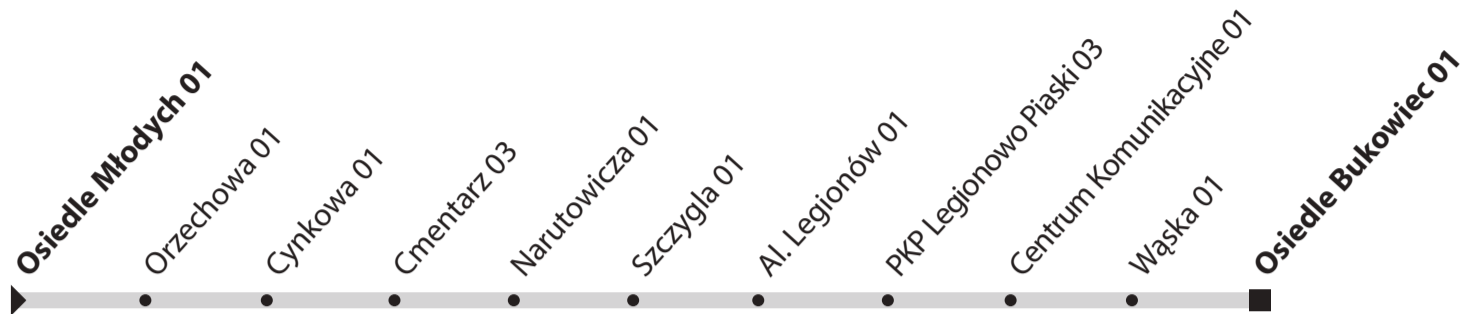 Osiedle Młodych 01
Orzechowa 01
Cynkowa 01
Cmentarz 03
Narutowicza 01
Szczygla 01
Al. Legionów 01
PKP Legionowo Piaski 03
Centrum Komunikacyjne 01
Wąska 01
Osiedle Bukowiec 01